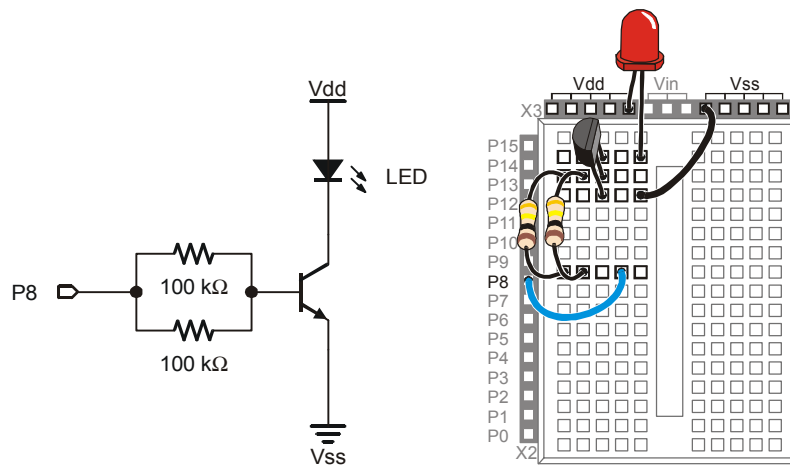 Vdd
LED
P8
100 kΩ
100 kΩ
Vss
Vdd
Vin
Vss
X3
P15
P14
P13
P12
P11
P10
P9
P8
P7
P6
P5
P4
P3
P2
P1
P0
X2